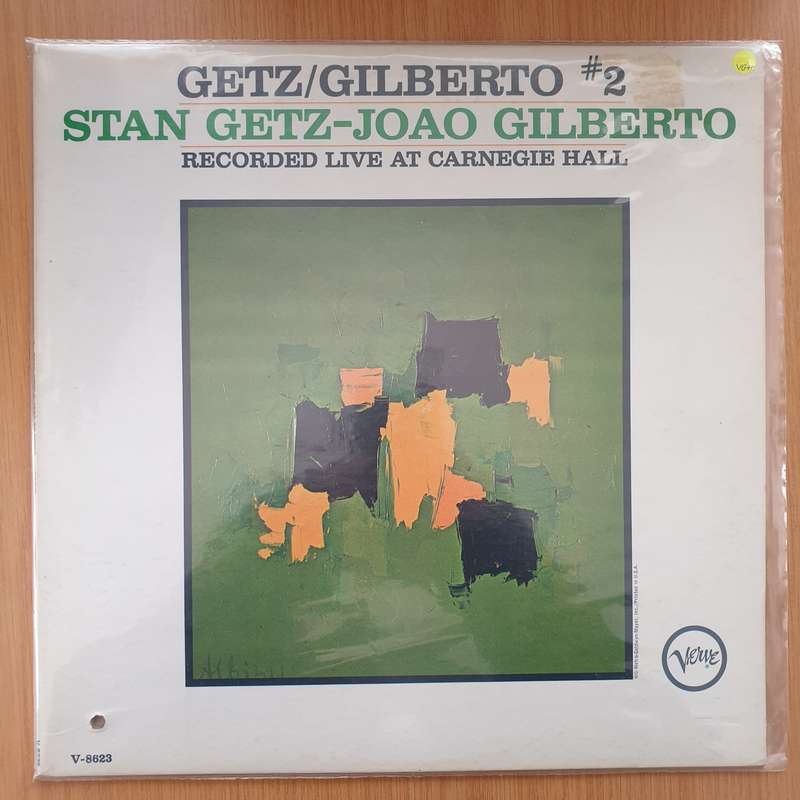 GETZ/GILBERTO #2
STAN GETZ-JOAO GILBERTO
RECORDED LIVE AT CARNEGIE HALL
Verve
V-8623